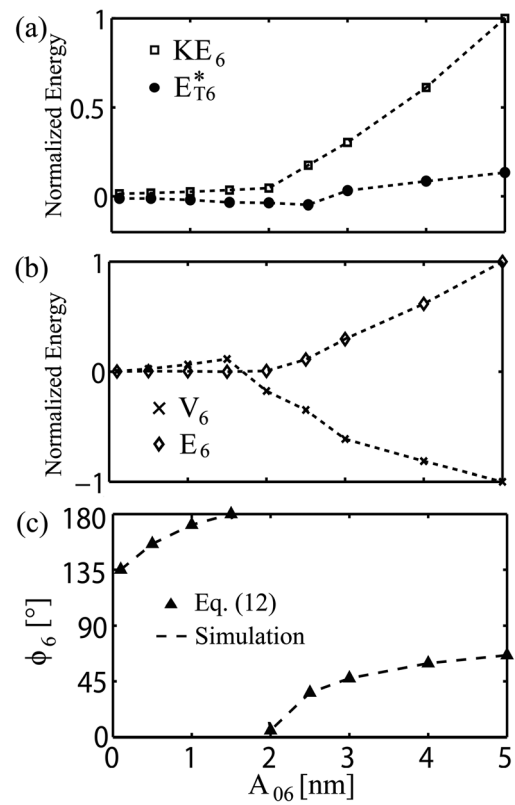 (a)
1
0.5
0
Normalized Energy
KE6
E*T6
(b)
1
0
−1
Normalized Energy
V6
E6
(c)
180
135
90
45
0
ϕ6 [°]
Eq. (12)
Simulation
0 1 2 3 4 5
A06 [nm]